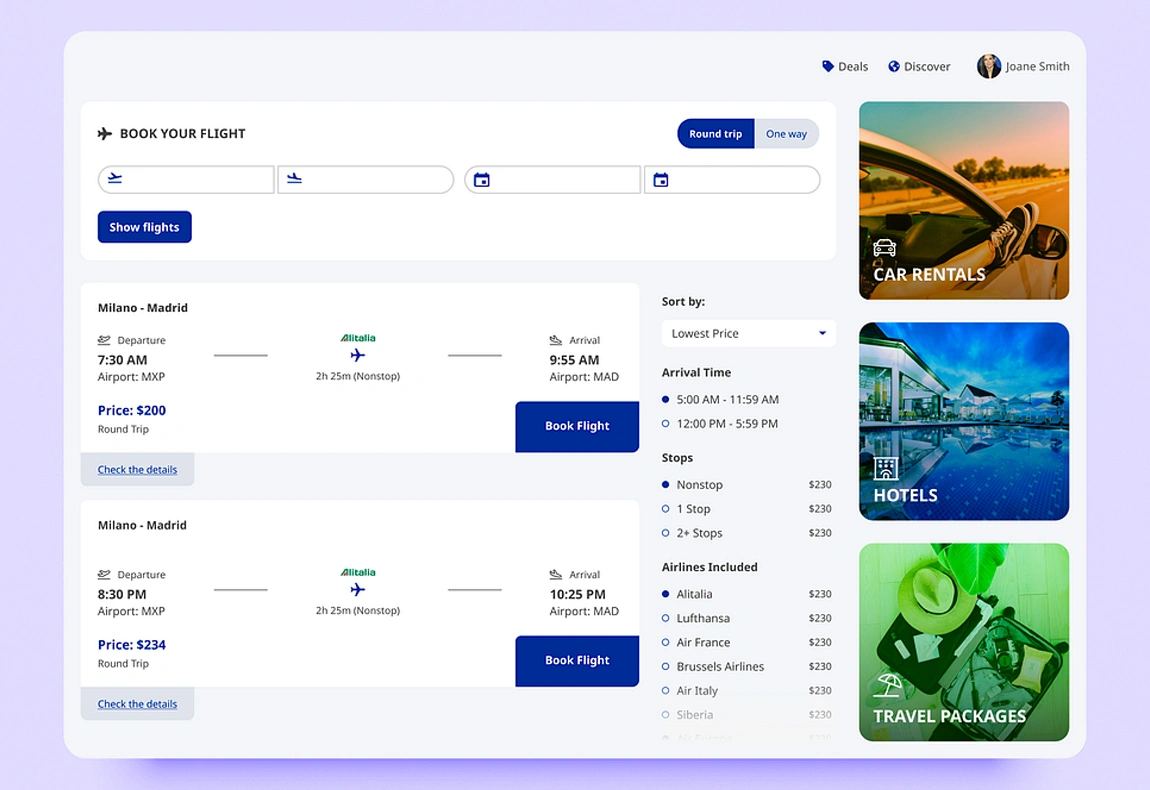 Deals
Discover
Joane Smith
BOOK YOUR FLIGHT
Round trip
One way
Show flights
Milano - Madrid
Departure
Alitalia
Arrival
7:30 AM
9:55 AM
Airport: MXP
2h 25m (Nonstop)
Airport: MAD
Price: $200
Round Trip
Book Flight
Check the details
Milano - Madrid
Departure
Alitalia
Arrival
8:30 PM
10:25 PM
Airport: MXP
2h 25m (Nonstop)
Airport: MAD
Price: $234
Round Trip
Book Flight
Check the details
Sort by:
Lowest Price
Arrival Time
5:00 AM - 11:59 AM
12:00 PM - 5:59 PM
Stops
Nonstop $230
1 Stop $230
2+ Stops $230
Airlines Included
Alitalia $230
Lufthansa $230
Air France $230
Brussels Airlines $230
Air Italy $230
Siberia $230
CAR RENTALS
HOTELS
TRAVEL PACKAGES